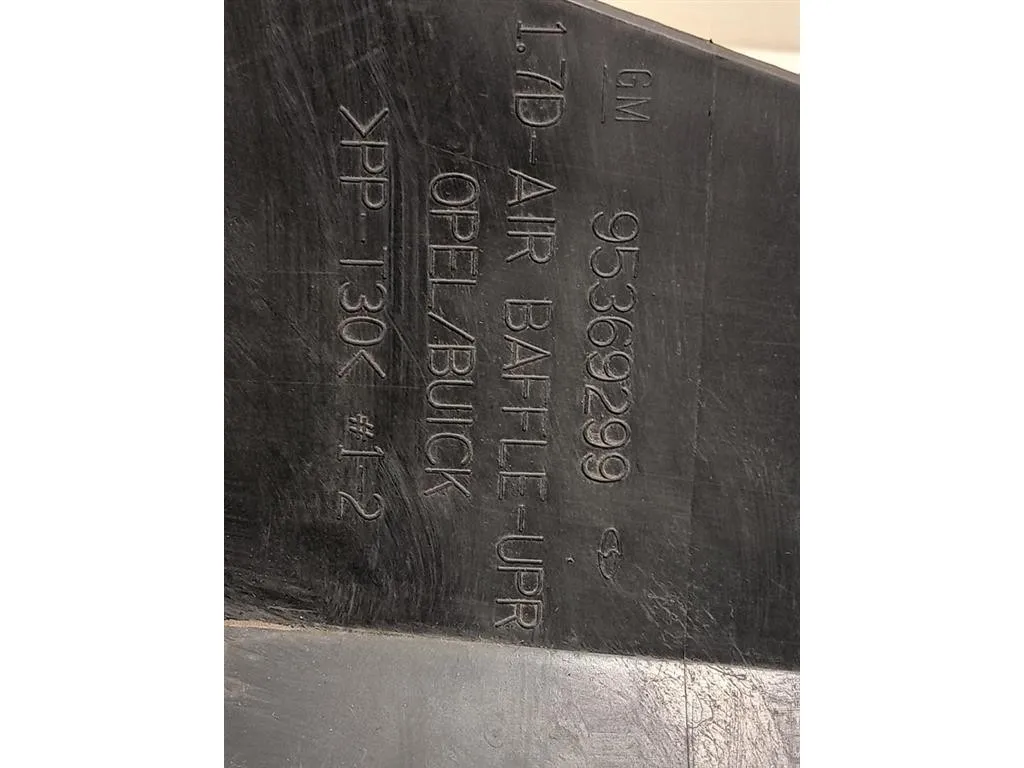 GM 95369299
1.7D-AIR BAFFLE-UPR
OPEL/BUICK
>PP-T30< #1-2